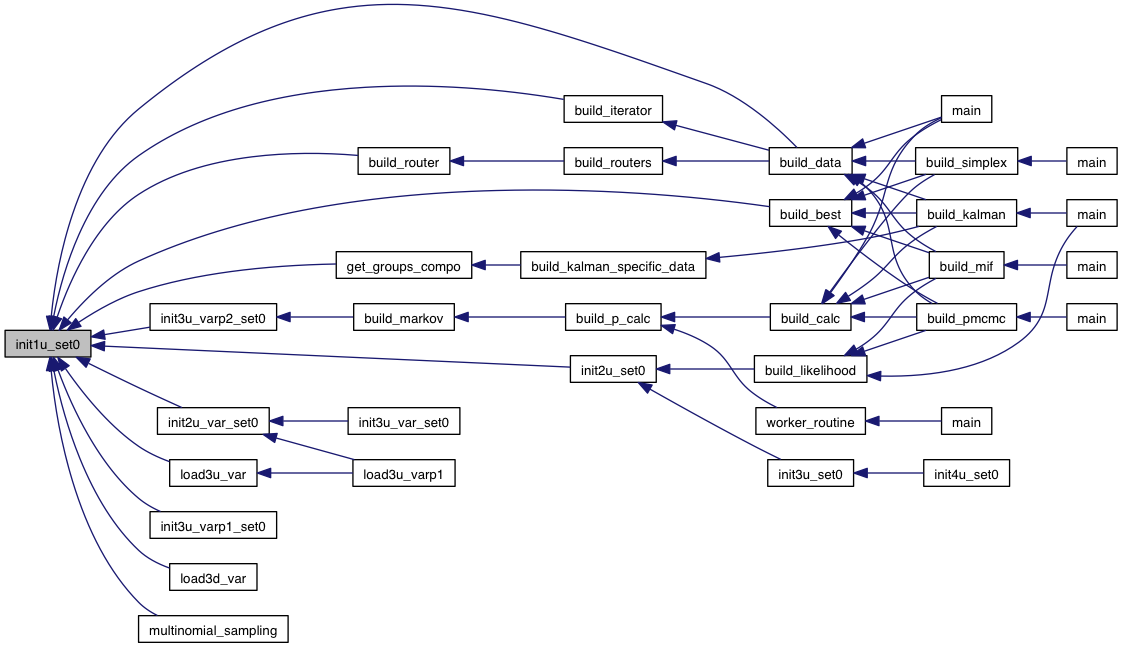 build_iterator
main
build_router
build_routers
build_data
build_simplex
main
build_best
build_kalman
main
get_groups_compo
build_kalman_specific_data
build_mif
main
init3u_varp2_set0
build_markov
build_p_calc
build_calc
build_pmcmc
main
init1u_set0
init2u_set0
build_likelihood
init2u_var_set0
init3u_var_set0
worker_routine
main
load3u_var
load3u_varp1
init3u_set0
init4u_set0
init3u_varp1_set0
load3d_var
multinomial_sampling